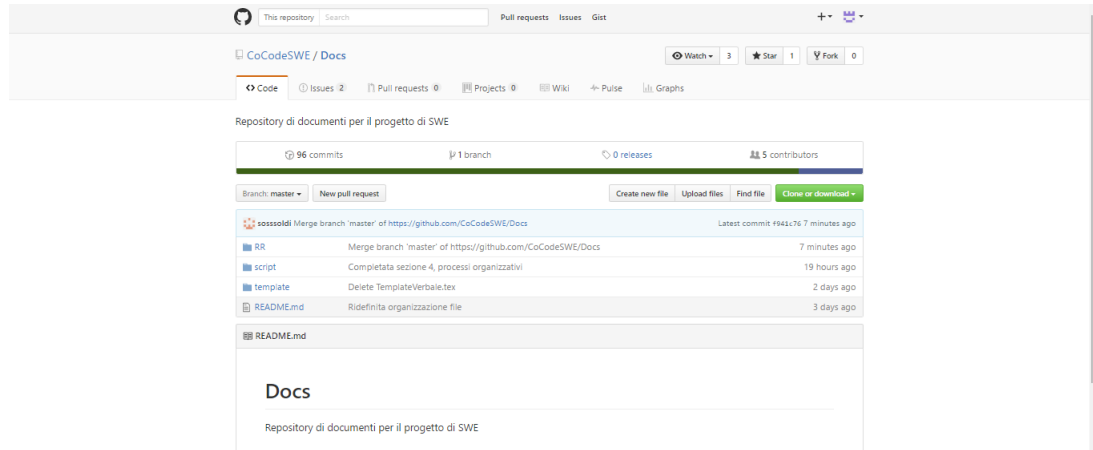 This repository Search Pull requests Issues Gist
CoCodeSWE / Docs Watch 3 Star 1 Fork 0
Code Issues 2 Pull requests 0 Projects 0 Wiki Pulse Graphs
Repository di documenti per il progetto di SWE
96 commits 1 branch 0 releases 5 contributors
Branch: master New pull request Create new file Upload files Find file Clone or download
sosssoldi Merge branch 'master' of https://github.com/CoCodeSWE/Docs Latest commit f941c76 7 minutes ago
RR Merge branch 'master' of https://github.com/CoCodeSWE/Docs 7 minutes ago
script Completata sezione 4, processi organizzativi 19 hours ago
template Delete TemplateVerbale.tex 2 days ago
README.md Ridefinita organizzazione file 3 days ago
README.md
Docs
Repository di documenti per il progetto di SWE